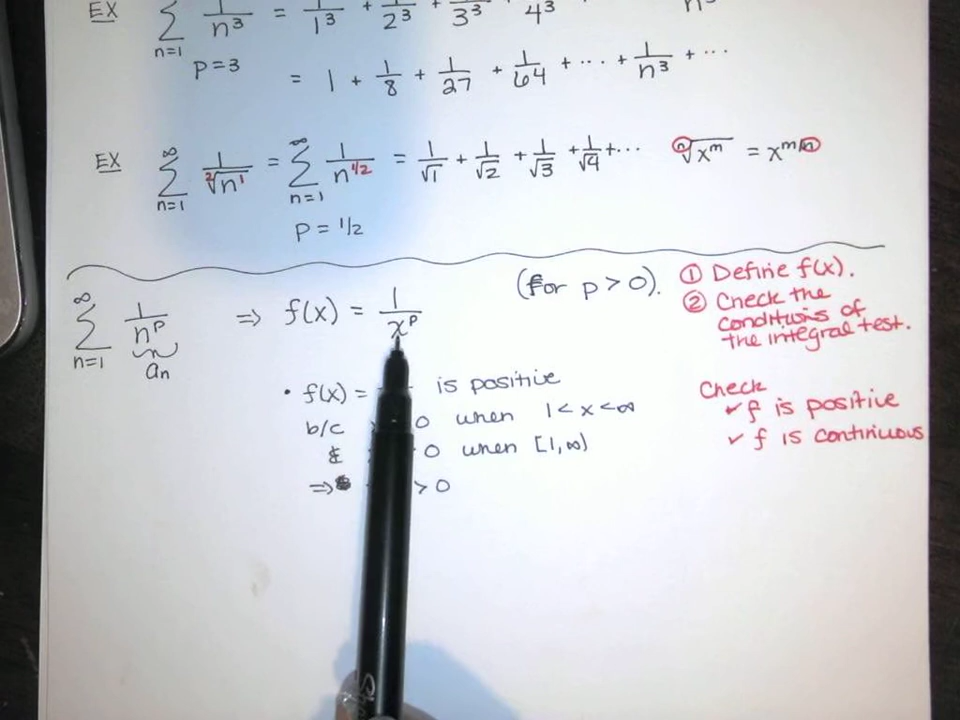 EX ∞ Σ n=1 1/n³ = 1/1³ + 1/2³ + 1/3³ 1/4³ n³
p=3 = 1 + 1/8 + 1/27 + 1/64 + ... + 1/n³ + ...
EX ∞ Σ n=1 1/²√n¹ = ∞ Σ n=1 1/n^1/2 = 1/√1 + 1/√2 + 1/√3 + 1/√4 + ... ⁿ√x^m = x^m/n
p = 1/2
∞ Σ n=1 1/n^p ⇒ f(x) = 1/x^p (for p > 0).
an
① Define f(x).
② Check the
conditions of
the integral test.
• f(x) = is positive
b/c 0 when 1 < x < ∞
& 0 when [1, ∞)
⇒ > 0
Check
✓ f is positive
✓ f is continuous
Sha